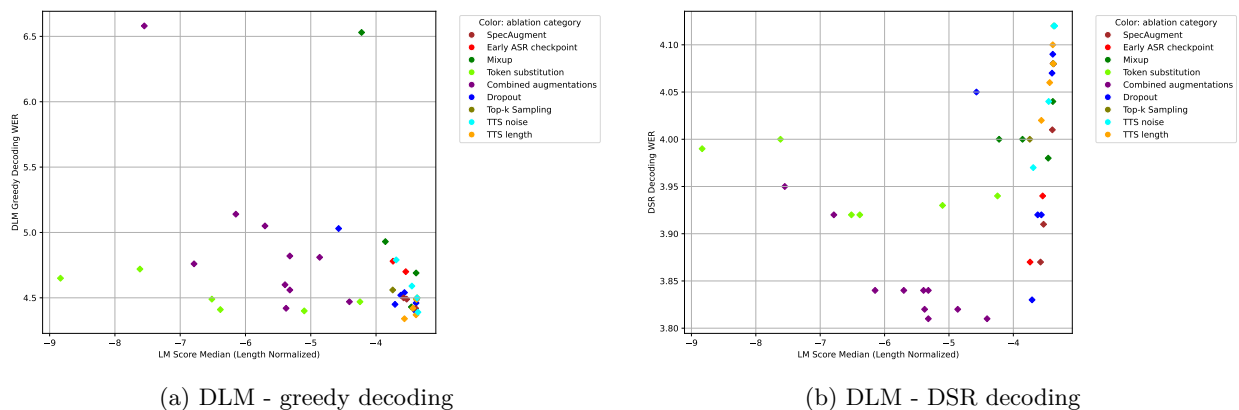 6.5
6.0
5.5
5.0
4.5
DLM Greedy Decoding WER
−9
−8
−7
−6
−5
−4
LM Score Median (Length Normalized)
Color: ablation category
SpecAugment
Early ASR checkpoint
Mixup
Token substitution
Combined augmentations
Dropout
Top-k Sampling
TTS noise
TTS length
(a) DLM - greedy decoding
4.10
4.05
4.00
3.95
3.90
3.85
3.80
DSR Decoding WER
−9
−8
−7
−6
−5
−4
LM Score Median (Length Normalized)
Color: ablation category
SpecAugment
Early ASR checkpoint
Mixup
Token substitution
Combined augmentations
Dropout
Top-k Sampling
TTS noise
TTS length
(b) DLM - DSR decoding